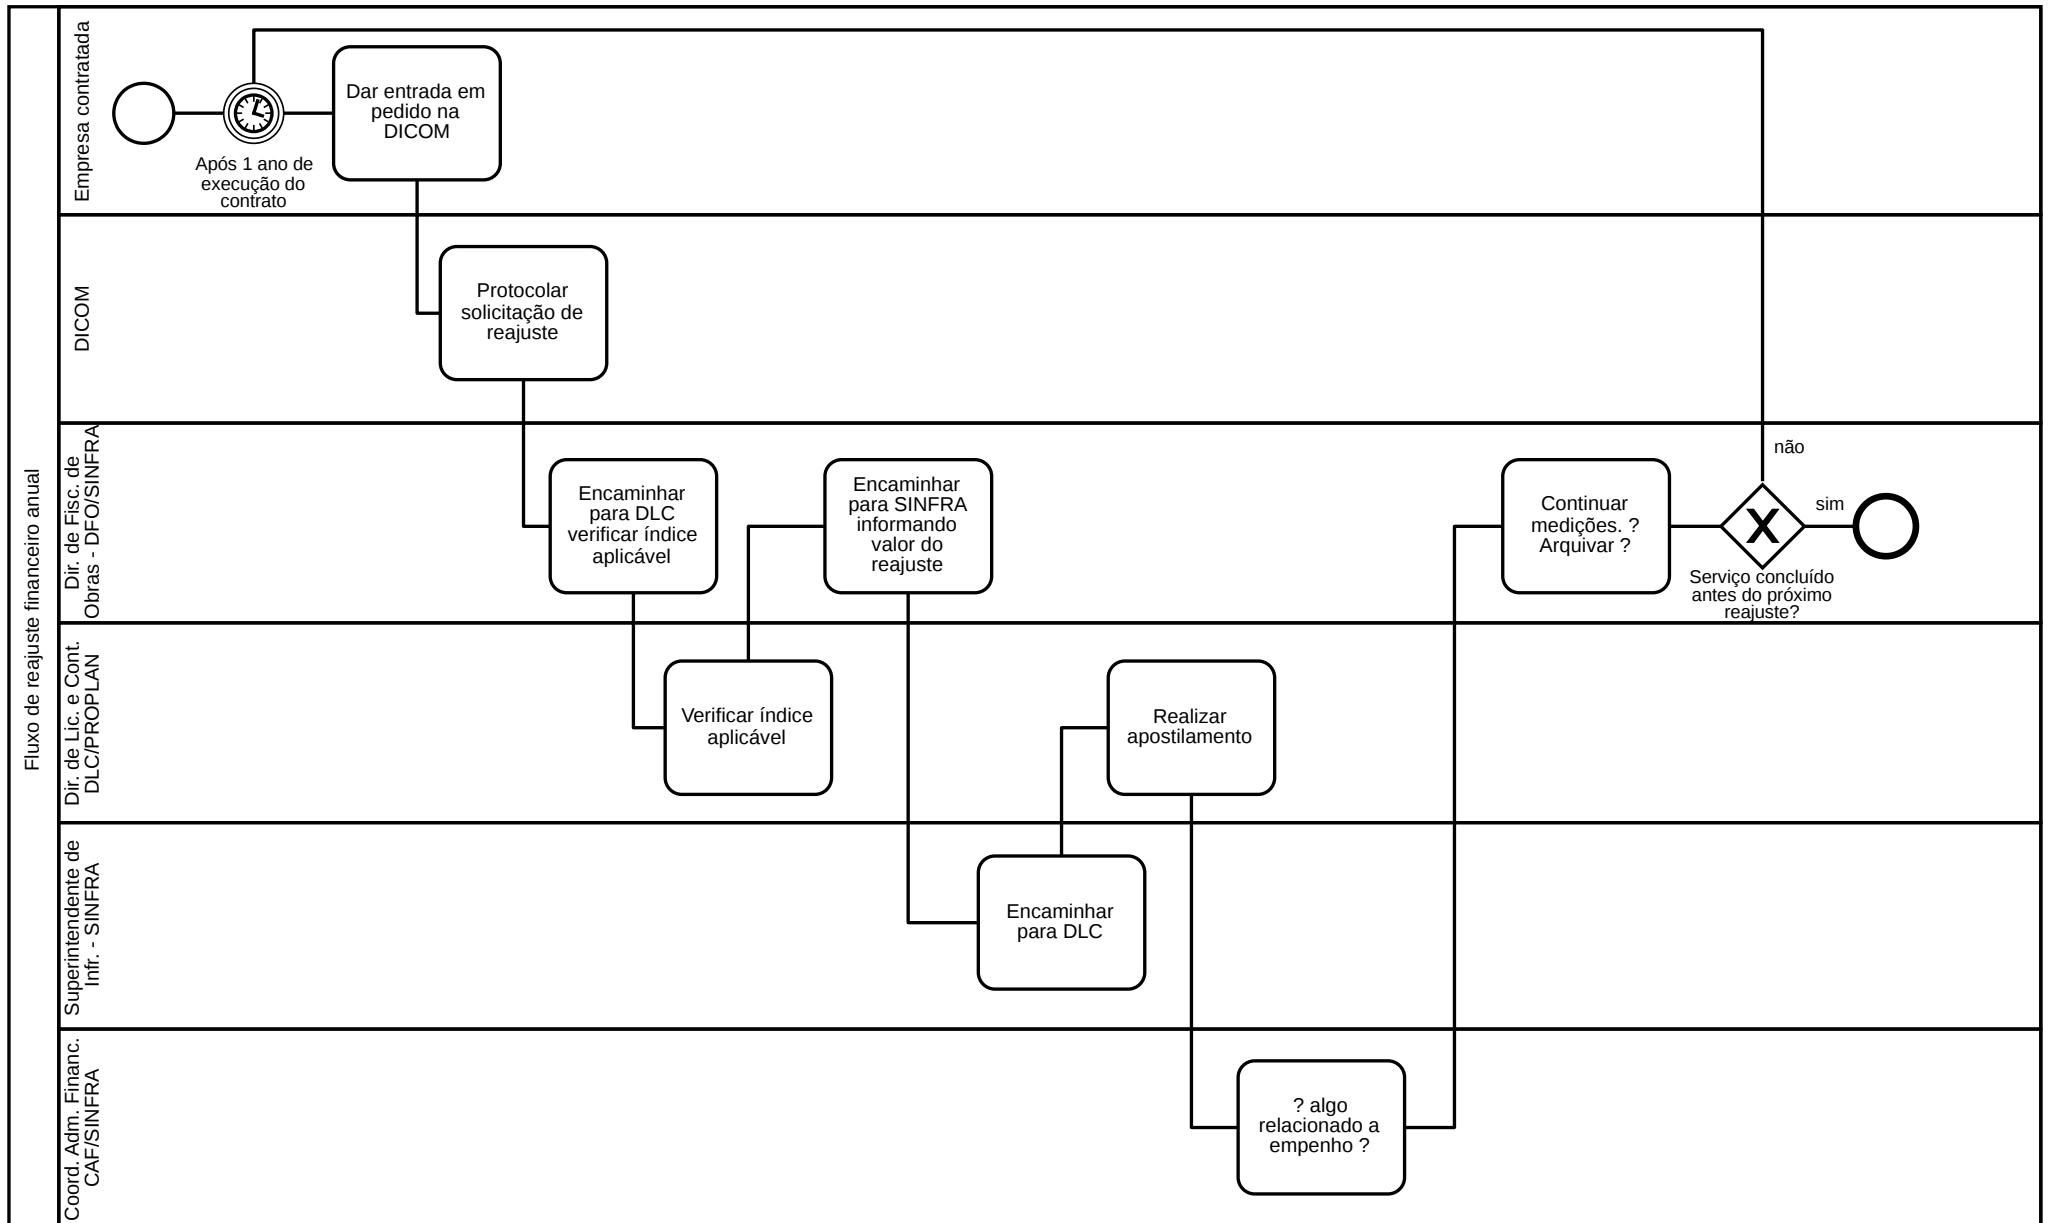 Fluxo de reajuste financeiro anual
Empresa contratada
Após 1 ano de
execução do
contrato
Dar entrada em
pedido na
DICOM
DICOM
Protocolar
solicitação de
reajuste
Dir. de Fisc. de
Obras - DFO/SINFRA
Encaminhar
para DLC
verificar índice
aplicável
Encaminhar
para SINFRA
informando
valor do
reajuste
Continuar
medições. ?
Arquivar ?
não
X
sim
Serviço concluído
antes do próximo
reajuste?
Dir. de Lic. e Cont.
DLC/PROPLAN
Verificar índice
aplicável
Realizar
apostilamento
Superintendente de
Infr. - SINFRA
Encaminhar
para DLC
Coord. Adm. Financ.
CAF/SINFRA
? algo
relacionado a
empenho ?